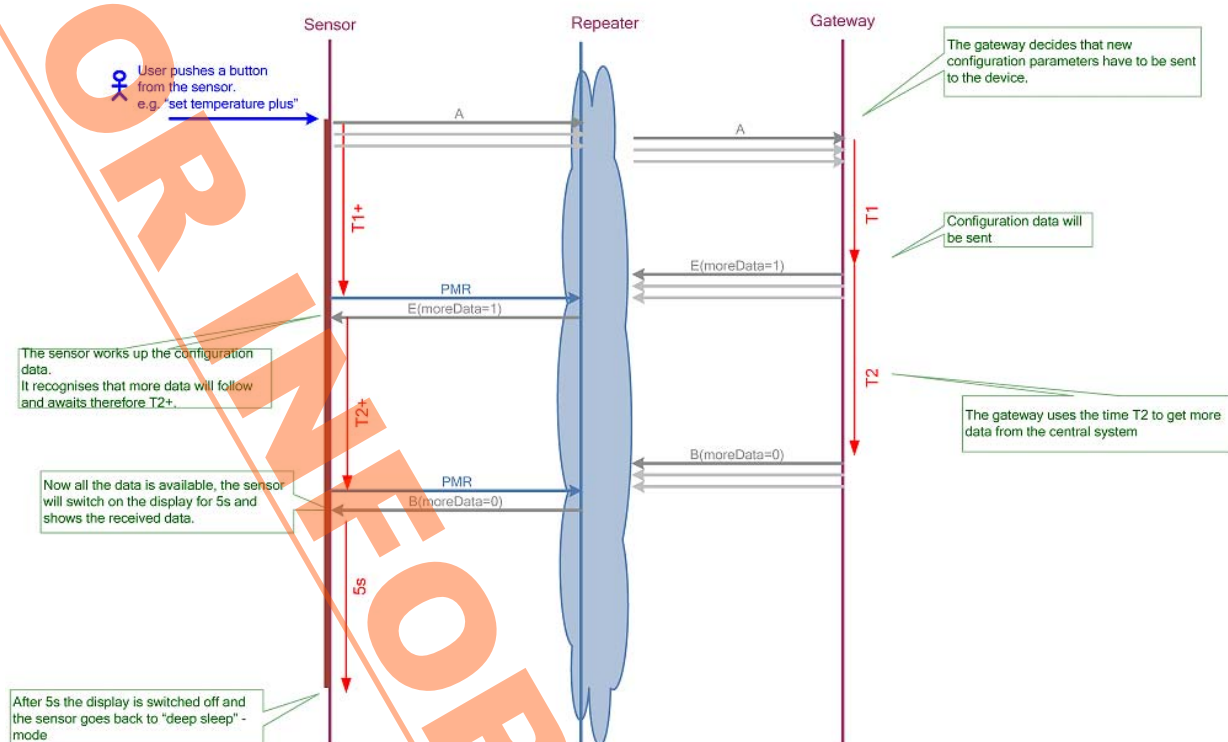 Sensor
Repeater
Gateway
The gateway decides that new
configuration parameters have to be sent
to the device.
User pushes a button
from the sensor.
e.g. "set temperature plus"
A
A
T1+
T1
Configuration data will
be sent
E(moreData=1)
PMR
E(moreData=1)
The sensor works up the configuration
data.
It recognises that more data will follow
and awaits therefore T2+.
T2+
T2
The gateway uses the time T2 to get more
data from the central system
B(moreData=0)
Now all the data is available, the sensor
will switch on the display for 5s and
shows the received data.
PMR
B(moreData=0)
5s
After 5s the display is switched off and
the sensor goes back to "deep sleep" -
mode
OR INFOR